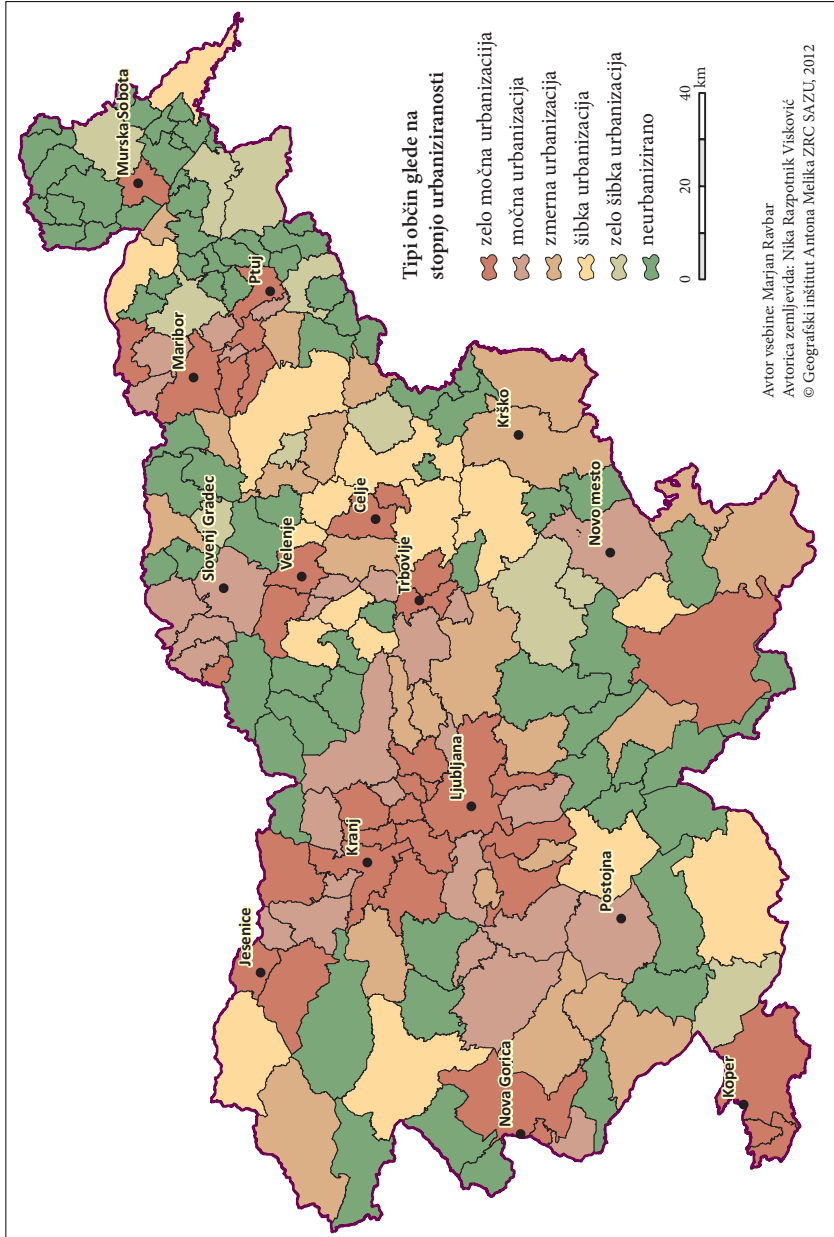 Murska Sobota
Maribor
Ptuj
Slovenj Gradec
Velenje
Celje
Trbovlje
Krško
Novo mesto
Jesenice
Kranj
Ljubljana
Postojna
Nova Gorica
Koper
Tipi občin glede na
stopnjo urbaniziranosti
zelo močna urbanizaciija
močna urbanizacija
zmerna urbanizacija
šibka urbanizacija
zelo šibka urbanizacija
neurbanizirano
0 20 40
km
Avtor vsebine: Marjan Ravbar
Avtorica zemljevida: Nika Razpotnik Visković
© Geografski inštitut Antona Melika ZRC SAZU, 2012